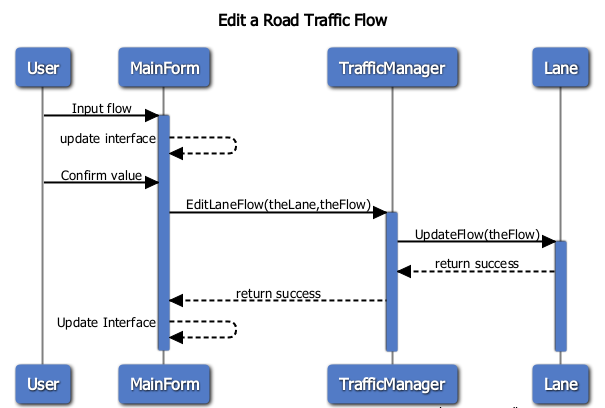 Edit a Road Traffic Flow
User MainForm TrafficManager Lane
Input flow
update interface
Confirm value
EditLaneFlow(theLane,theFlow)
UpdateFlow(theFlow)
return success
return success
Update Interface
User MainForm TrafficManager Lane